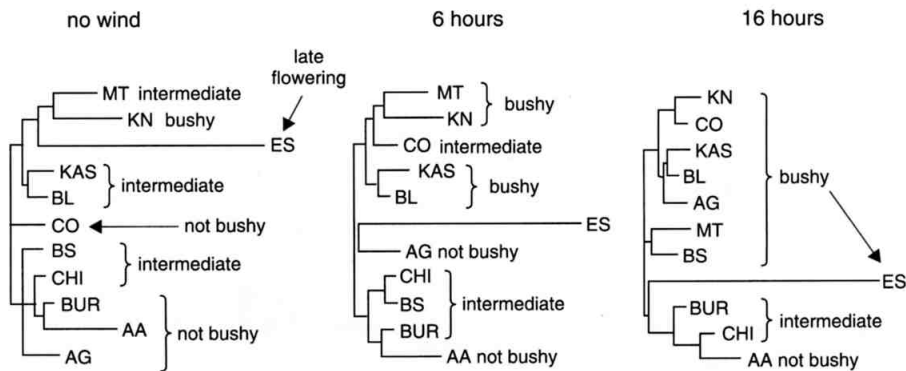 no wind
6 hours
16 hours
late
flowering
MT intermediate
KN bushy
ES
KAS
BL
intermediate
CO
not bushy
BS
CHI
intermediate
BUR
AA
AG
not bushy
MT
KN
bushy
CO intermediate
KAS
BL
bushy
ES
AG not bushy
CHI
BS
BUR
intermediate
AA not bushy
KN
CO
KAS
BL
AG
MT
BS
bushy
ES
BUR
CHI
intermediate
AA not bushy